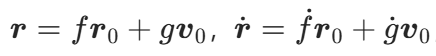 𝒓 = f𝒓₀ + g𝒗₀, 𝒓̇ = ḟ𝒓₀ + ġ𝒗₀